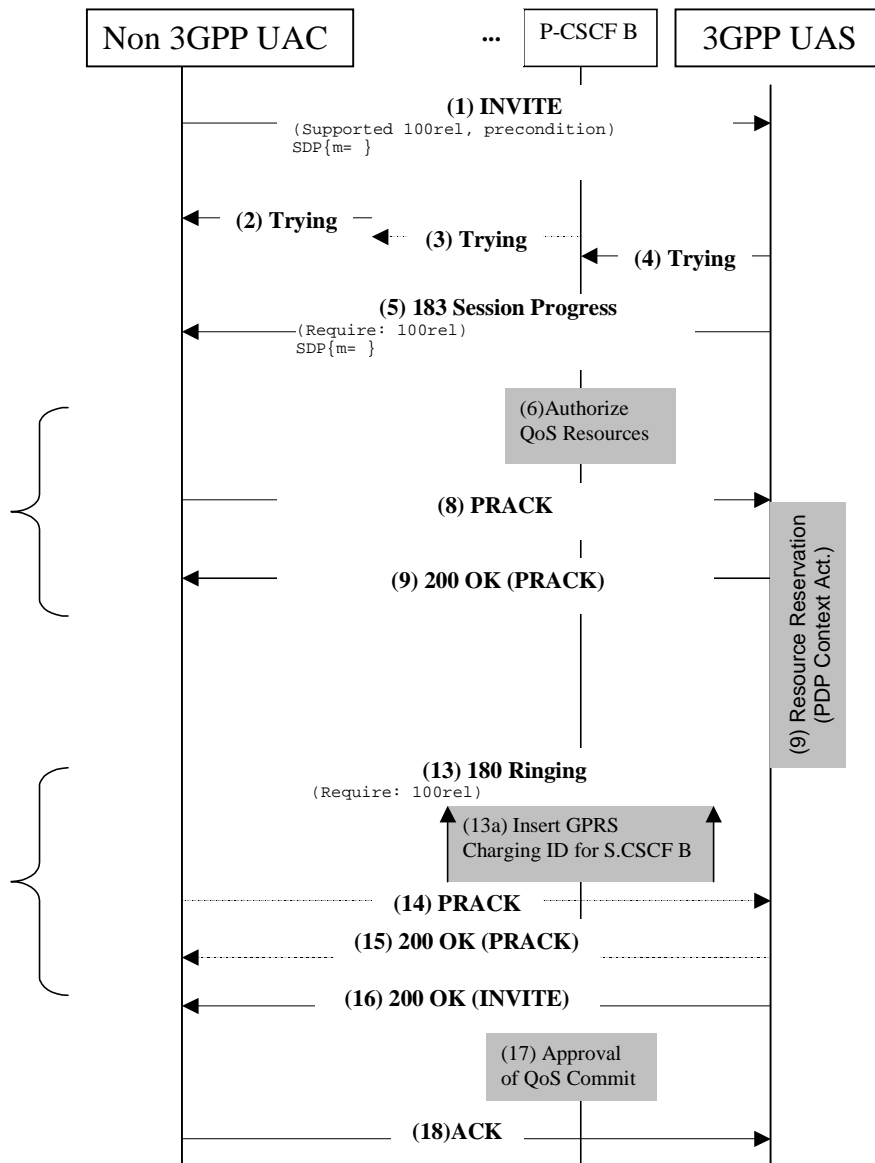 Non 3GPP UAC
...
P-CSCF B
3GPP UAS
(1) INVITE
(Supported 100rel, precondition)
SDP{m= }
(2) Trying
(3) Trying
(4) Trying
(5) 183 Session Progress
(Require: 100rel)
SDP{m= }
(6)Authorize
QoS Resources
(8) PRACK
(9) 200 OK (PRACK)
(9) Resource Reservation
(PDP Context Act.)
(13) 180 Ringing
(Require: 100rel)
(13a) Insert GPRS
Charging ID for S.CSCF B
(14) PRACK
(15) 200 OK (PRACK)
(16) 200 OK (INVITE)
(17) Approval
of QoS Commit
(18)ACK